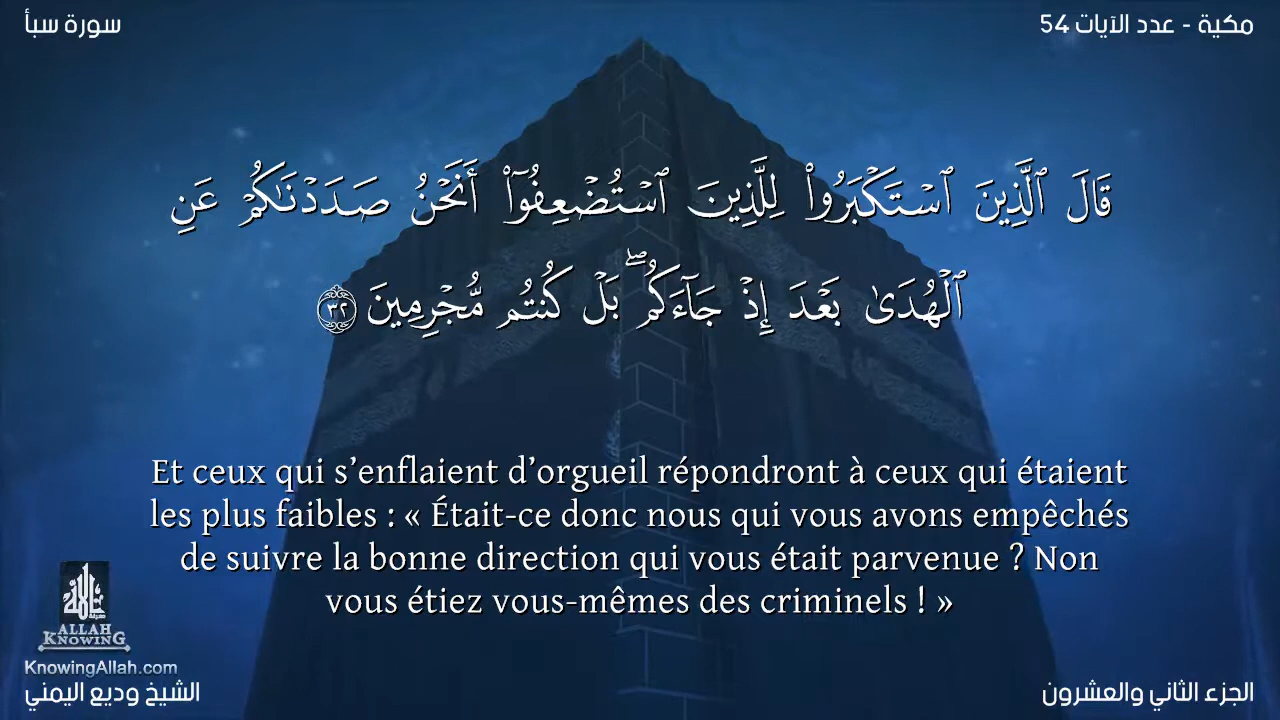 سورة سبأ
مكية - عدد الآيات 54
قَالَ ٱلَّذِينَ ٱسْتَكْبَرُوا۟ لِلَّذِينَ ٱسْتُضْعِفُوٓا۟ أَنَحْنُ صَدَدْنَـٰكُمْ عَنِ
ٱلْهُدَىٰ بَعْدَ إِذْ جَآءَكُم ۖ بَلْ كُنتُم مُّجْرِمِينَ ٣٢
Et ceux qui s’enflaient d’orgueil répondront à ceux qui étaient
les plus faibles : « Était-ce donc nous qui vous avons empêchés
de suivre la bonne direction qui vous était parvenue ? Non
vous étiez vous-mêmes des criminels ! »
ALLAH
KNOWING
KnowingAllah.com
الشيخ وديع اليمني
الجزء الثاني والعشرون